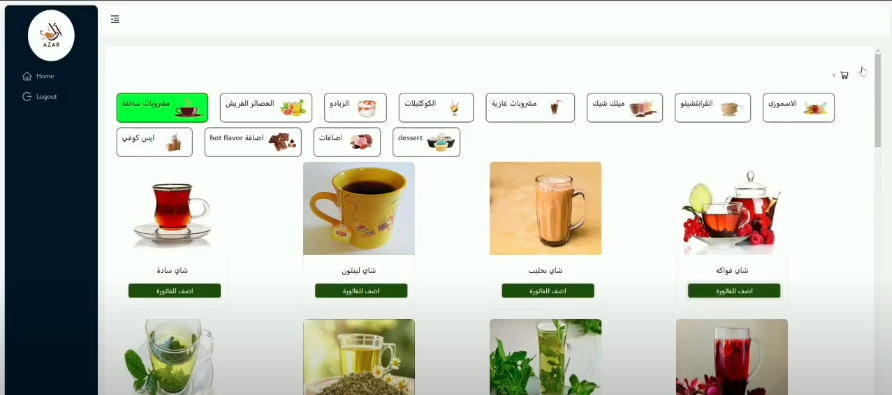 AZAR
Home
Logout
0
مشروبات ساخنة
العصائر الفريش
الزبادو
الكوكتيلات
مشروبات غازية
ميلك شيك
الفرابتشينو
الاسموزي
ايس كوفي
اضافة hot flavor
اضافات
dessert
شاي سادة
شاي ليبتون
شاي بحليب
شاي فواكه
اضف للفاتورة
اضف للفاتورة
اضف للفاتورة
اضف للفاتورة